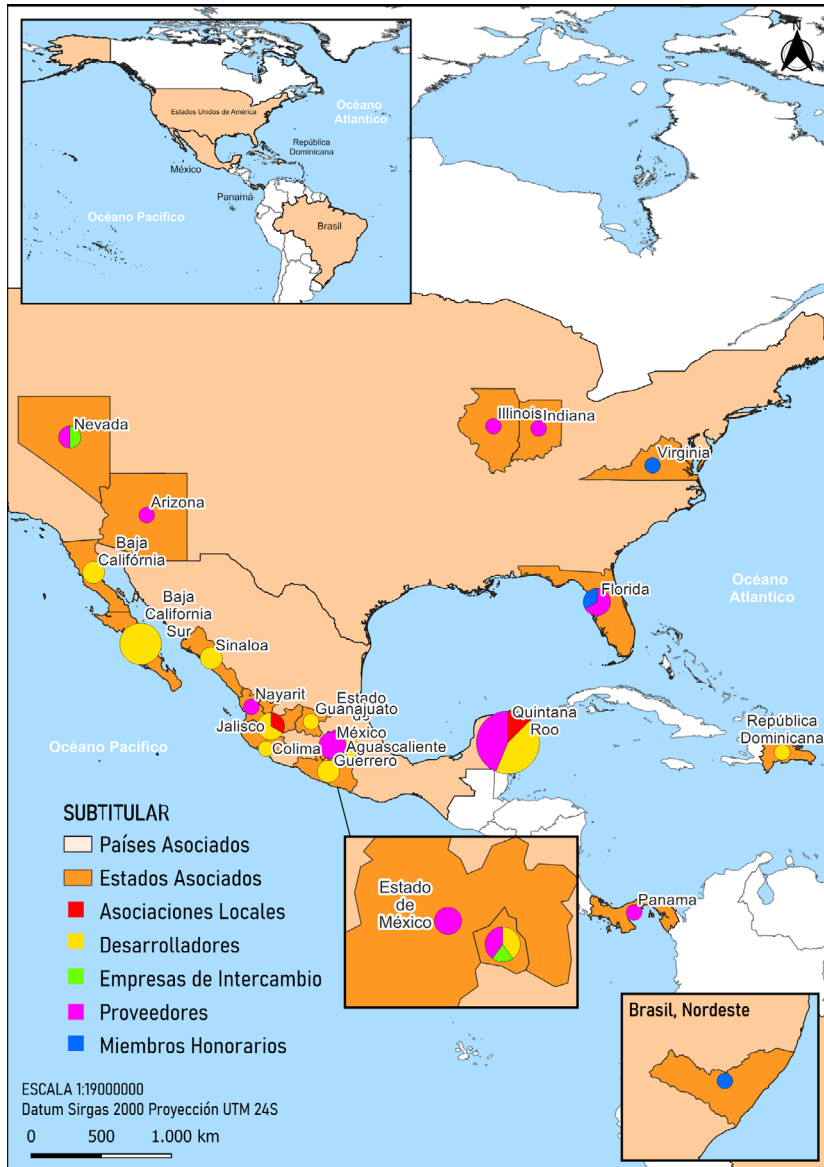 N
Océano
Atlantico
Estados Unidos de América
República
Dominicana
México
Panamá
Océano Pacífico
Brasil
Nevada
Illinois
Indiana
Virginia
Arizona
Baja
Califórnia
Océano
Atlantico
Florida
Baja
California
Sur
Sinaloa
Nayarit
Estado
de
México
Guanajuato
Jalisco
Colima
Aguascaliente
Guerrero
Quintana
Roo
República
Dominicana
Océano Pacífico
SUBTITULAR
Países Asociados
Estados Asociados
Asociaciones Locales
Desarrolladores
Empresas de Intercambio
Proveedores
Miembros Honorarios
Estado
de
México
Panama
Brasil, Nordeste
ESCALA 1:19000000
Datum Sirgas 2000 Proyección UTM 24S
0 500 1.000 km